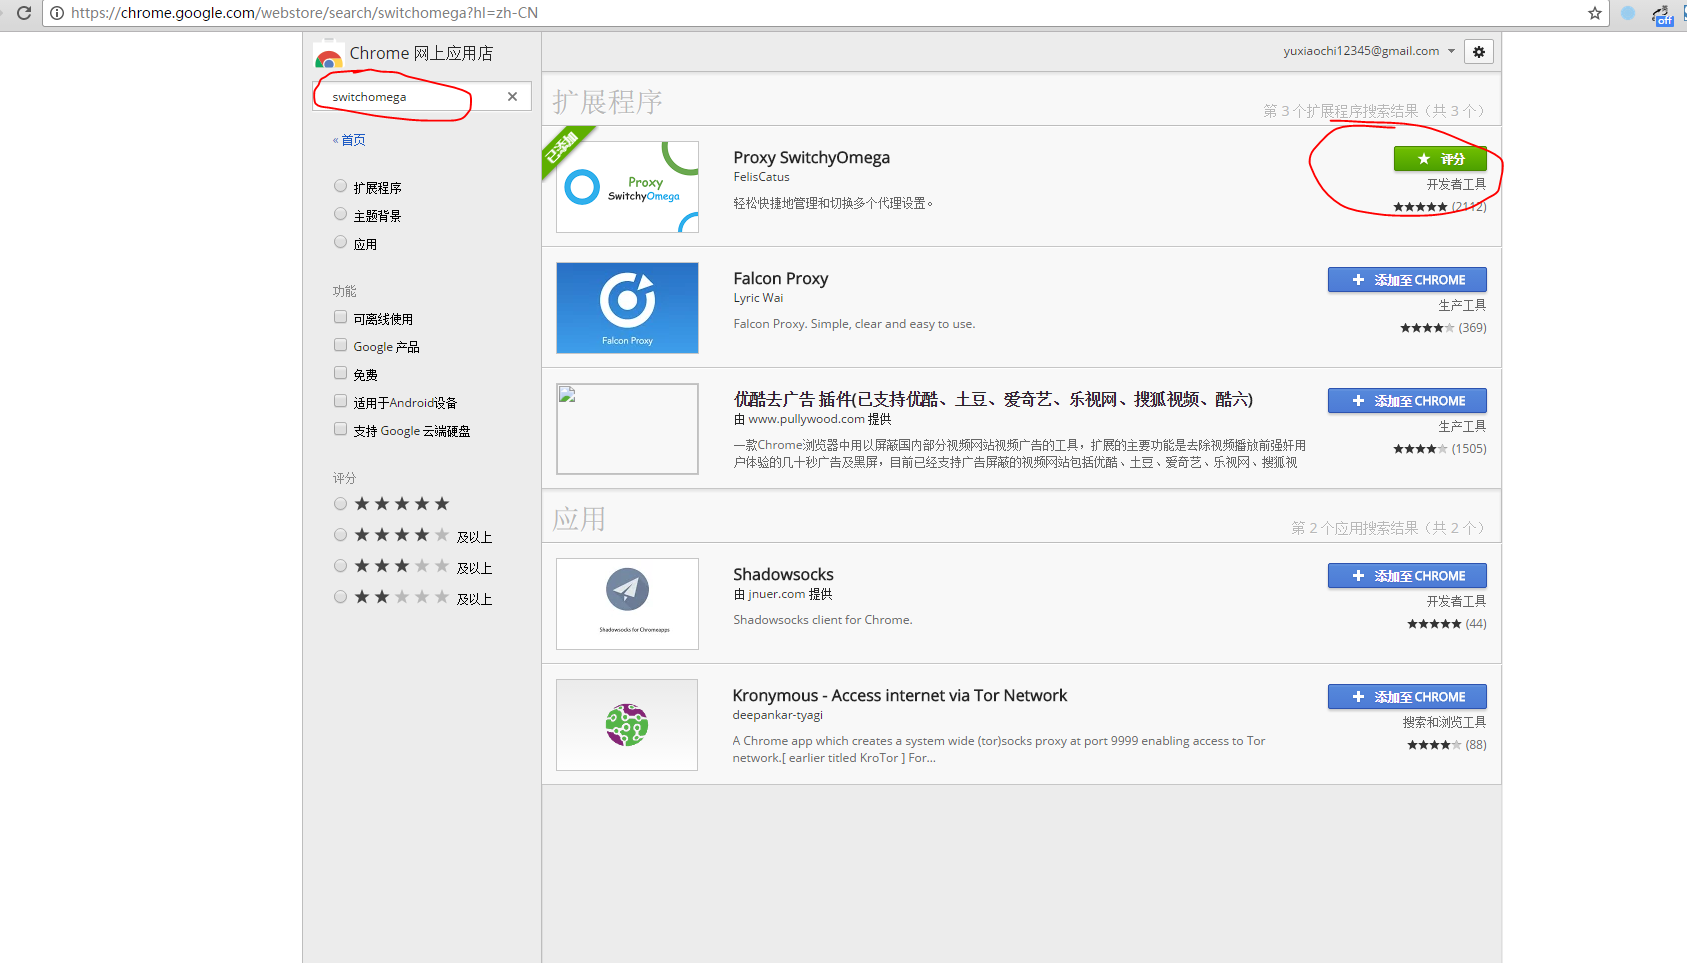 https://chrome.google.com/webstore/search/switchomega?hl=zh-CN
off
Chrome 网上应用店
yuxiaochi12345@gmail.com
switchomega
« 首页
扩展程序
主题背景
应用
功能
可离线使用
Google 产品
免费
适用于Android设备
支持 Google 云端硬盘
评分
及以上
及以上
及以上
扩展程序
第 3 个扩展程序搜索结果（共 3 个）
已添加
Proxy
SwitchyOmega
Proxy SwitchyOmega
FelisCatus
轻松快捷地管理和切换多个代理设置。
评分
开发者工具
(2112)
Falcon Proxy
Falcon Proxy
Lyric Wai
Falcon Proxy. Simple, clear and easy to use.
添加至 CHROME
生产工具
(369)
优酷去广告 插件(已支持优酷、土豆、爱奇艺、乐视网、搜狐视频、酷六)
由 www.pullywood.com 提供
一款Chrome浏览器中用以屏蔽国内部分视频网站视频广告的工具，扩展的主要功能是去除视频播放前强奸用
户体验的几十秒广告及黑屏，目前已经支持广告屏蔽的视频网站包括优酷、土豆、爱奇艺、乐视网、搜狐视
添加至 CHROME
生产工具
(1505)
应用
第 2 个应用搜索结果（共 2 个）
Shadowsocks for Chromeapps
Shadowsocks
由 jnuer.com 提供
Shadowsocks client for Chrome.
添加至 CHROME
开发者工具
(44)
Kronymous - Access internet via Tor Network
deepankar-tyagi
A Chrome app which creates a system wide (tor)socks proxy at port 9999 enabling access to Tor
network.[ earlier titled KroTor ] For...
添加至 CHROME
搜索和浏览工具
(88)